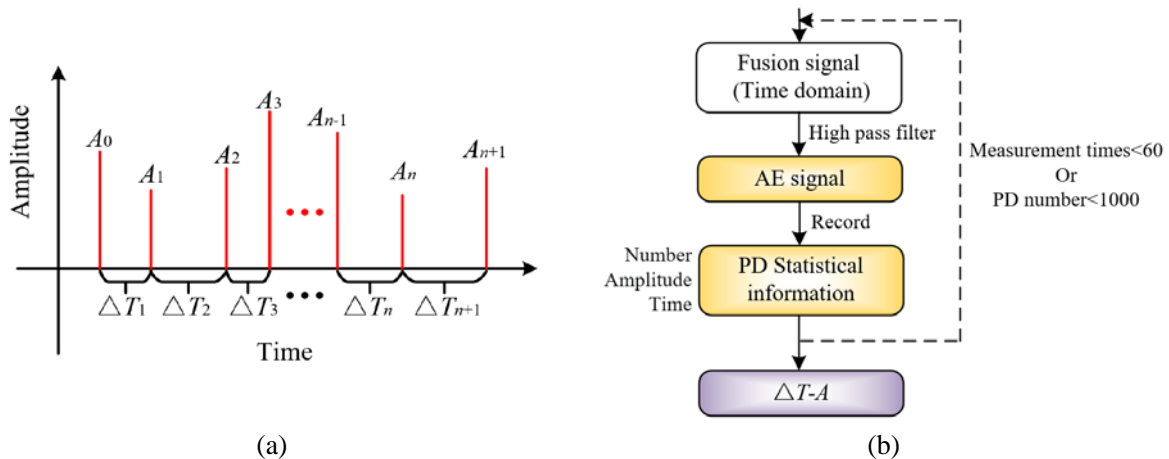 Amplitude
A0
A1
A2
A3
An-1
An
An+1
△T1
△T2
△T3
△Tn
△Tn+1
Time
(a)
Fusion signal
(Time domain)
High pass filter
AE signal
Record
Number
Amplitude
Time
PD Statistical
information
△T-A
Measurement times<60
Or
PD number<1000
(b)